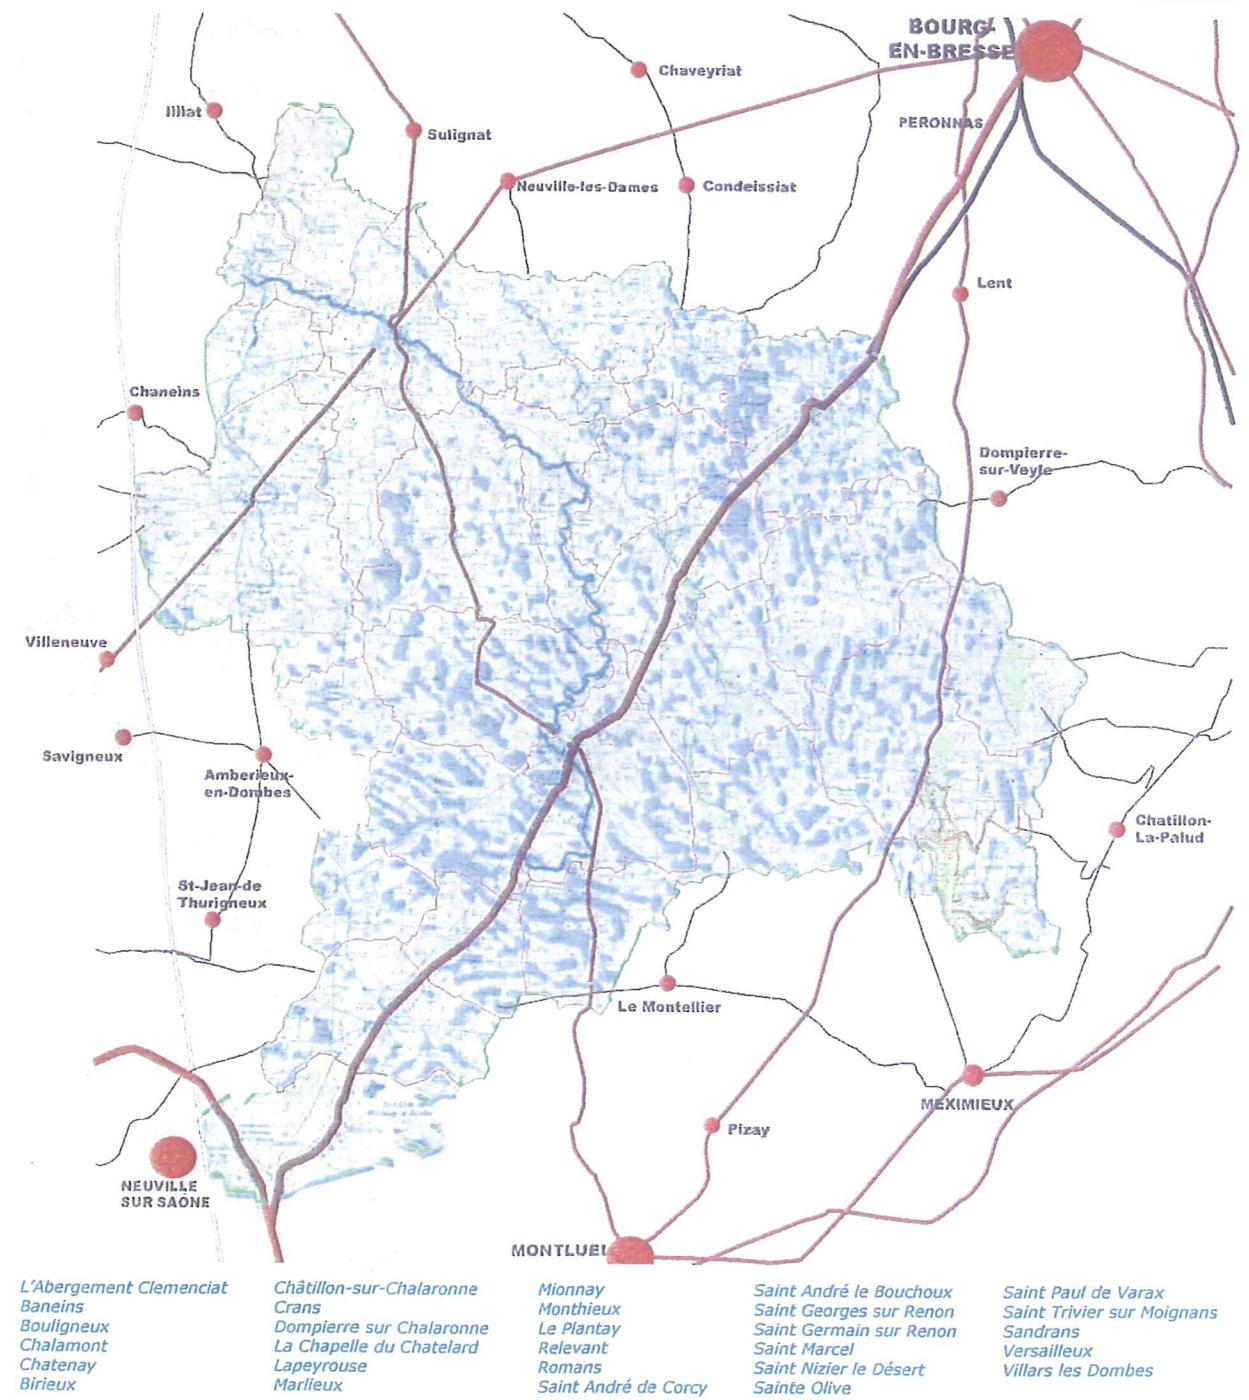 BOURG-
EN-BRESSE
Chaveyriat
Illiat
PERONNAS
Sulignat
Neuville-les-Dames
Condeissiat
Lent
Chaneins
Dompierre-
sur-Veyle
Villeneuve
Savigneux
Amberieux-
en-Dombes
Chatillon-
La-Palud
St-Jean-de
Thurigneux
Le Montellier
MEXIMIEUX
Pizay
NEUVILLE
SUR SAÔNE
MONTLUEL
L'Abergement Clemenciat
Baneins
Bouligneux
Chalamont
Chatenay
Birieux
Châtillon-sur-Chalaronne
Crans
Dompierre sur Chalaronne
La Chapelle du Chatelard
Lapeyrouse
Marlieux
Mionnay
Monthieux
Le Plantay
Relevant
Romans
Saint André de Corcy
Saint André le Bouchoux
Saint Georges sur Renon
Saint Germain sur Renon
Saint Marcel
Saint Nizier le Désert
Sainte Olive
Saint Paul de Varax
Saint Trivier sur Moignans
Sandrans
Versailleux
Villars les Dombes